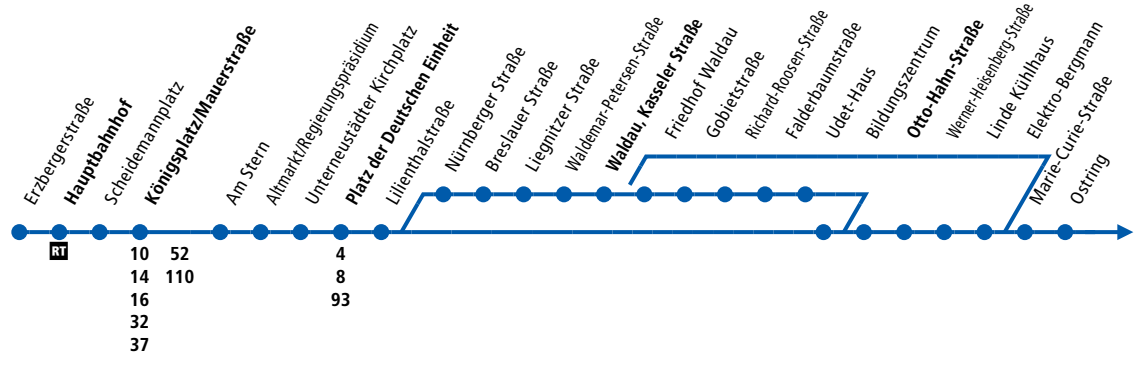 Erzbergerstraße
Hauptbahnhof
Scheidemannplatz
Königsplatz/Mauerstraße
Am Stern
Altmarkt/Regierungspräsidium
Unterneustädter Kirchplatz
Platz der Deutschen Einheit
Lilienthalstraße
Nürnberger Straße
Breslauer Straße
Liegnitzer Straße
Waldemar-Petersen-Straße
Waldau, Kasseler Straße
Friedhof Waldau
Gobietstraße
Richard-Roosen-Straße
Falderbaumstraße
Udet-Haus
Bildungszentrum
Otto-Hahn-Straße
Werner-Heisenberg-Straße
Linde Kühlhaus
Elektro-Bergmann
Marie-Curie-Straße
Ostring
RT
10 52 4
14 110 8
16 93
32
37